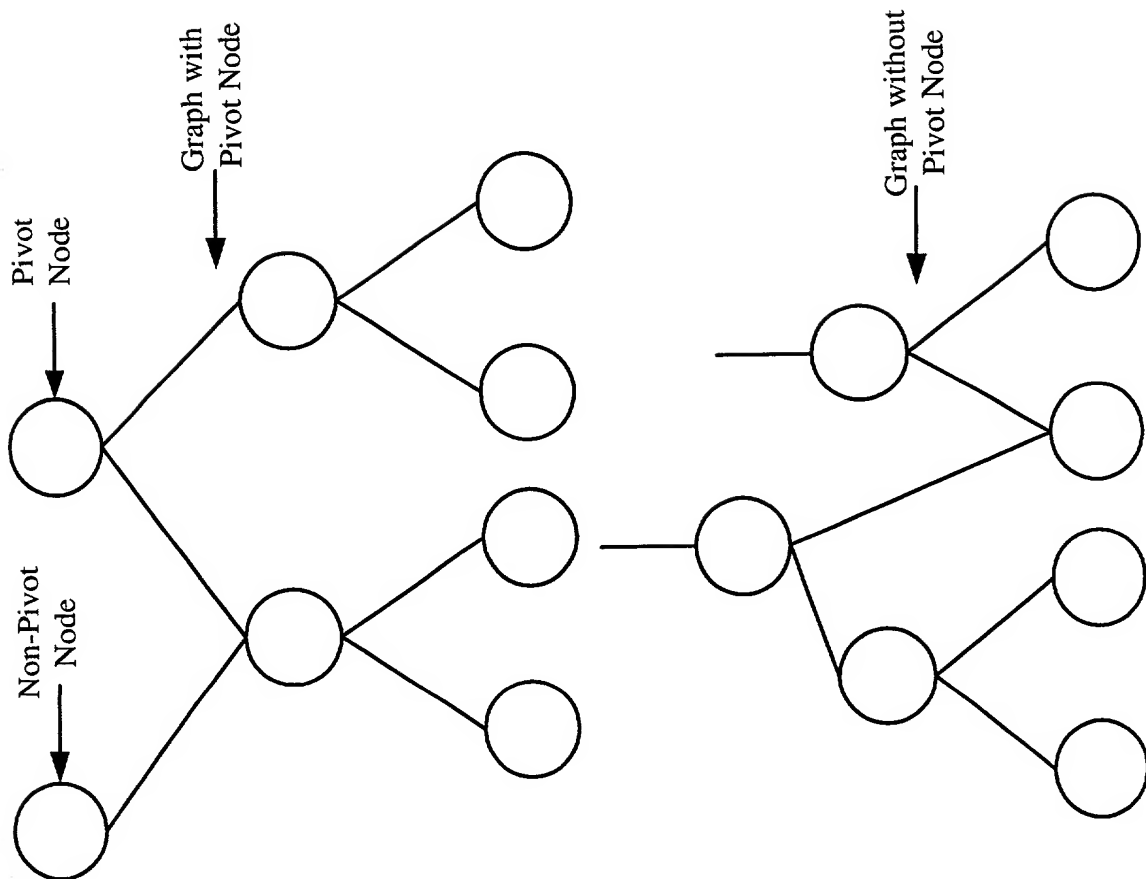 Non-Pivot
Node
Pivot
Node
Graph with
Pivot Node
Graph without
Pivot Node